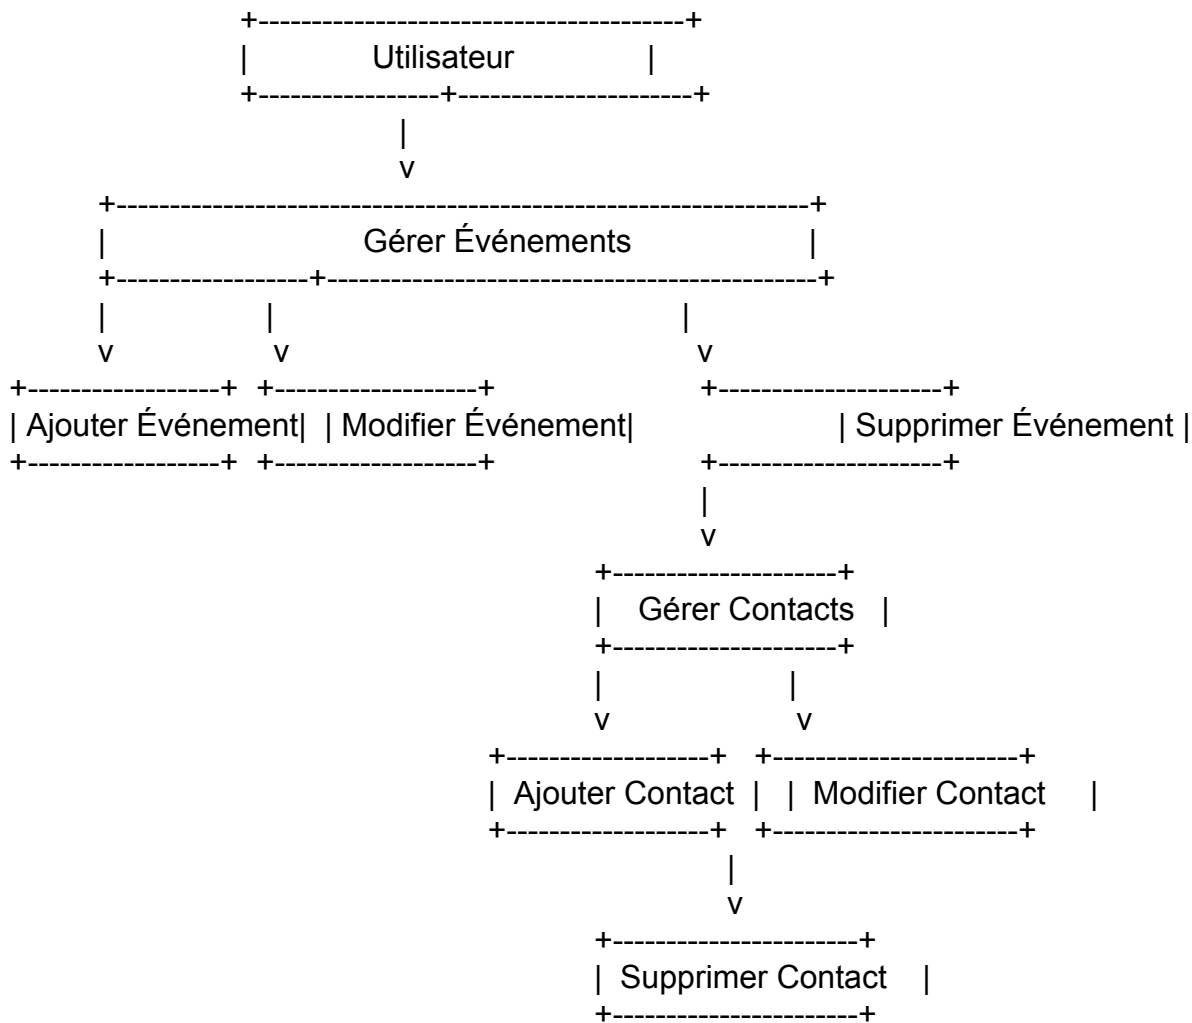 +----------------------------------------+
| Utilisateur |
+-----------------+----------------------+
|
v
+-----------------------------------------------------------------+
| Gérer Événements |
+------------------+----------------------------------------------+
| | |
v v v
+------------------+ +-------------------+ +---------------------+
| Ajouter Événement| | Modifier Événement| | Supprimer Événement |
+------------------+ +-------------------+ +---------------------+
|
v
+---------------------+
| Gérer Contacts |
+---------------------+
| |
v v
+-------------------+ +-----------------------+
| Ajouter Contact | | Modifier Contact |
+-------------------+ +-----------------------+
|
v
+-----------------------+
| Supprimer Contact |
+-----------------------+